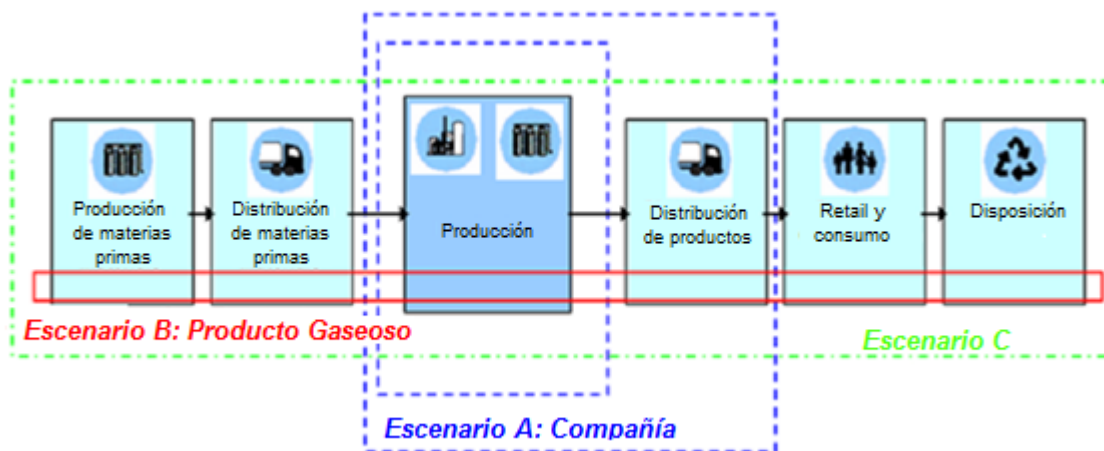 Producción
de materias
primas
Distribución
de materias
primas
Producción
Distribución
de productos
Retail y
consumo
Disposición
Escenario B: Producto Gaseoso
Escenario C
Escenario A: Compañía